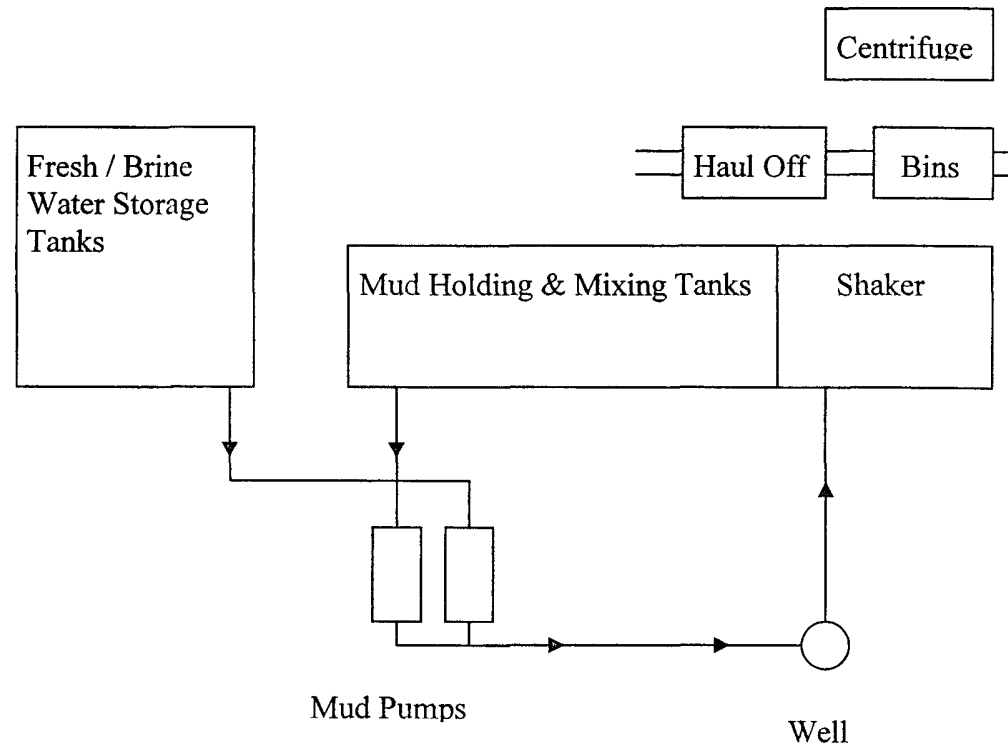 Centrifuge
Fresh / Brine
Water Storage
Tanks
Haul Off
Bins
Mud Holding & Mixing Tanks
Shaker
Mud Pumps
Well